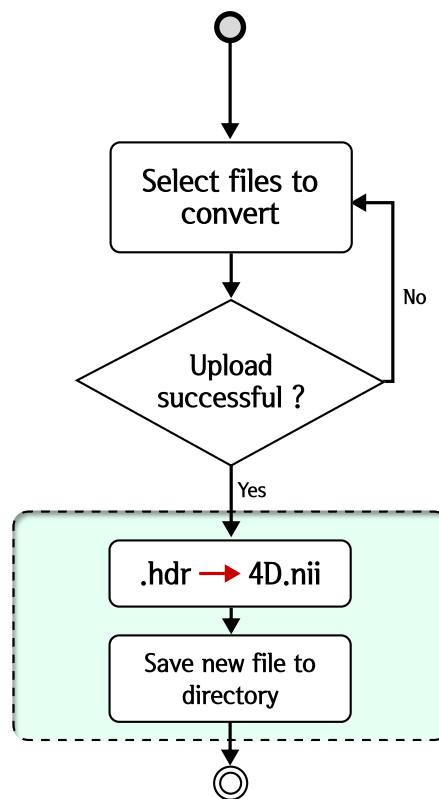 Select files to
convert
No
Upload
successful ?
Yes
.hdr → 4D.nii
Save new file to
directory